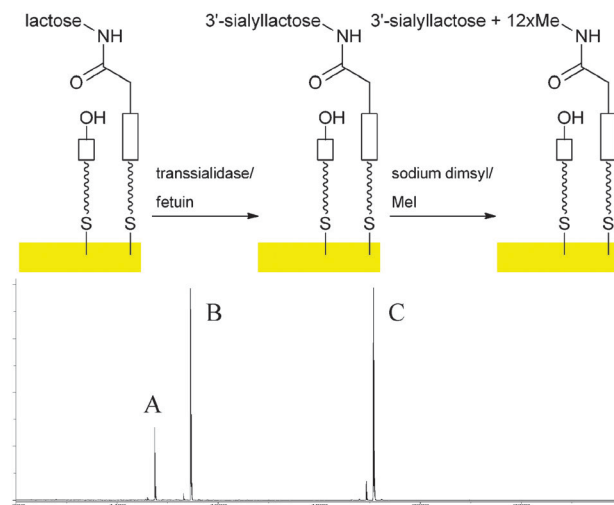 lactose
3'-sialyllactose
3'-sialyllactose + 12xMe
NH
NH
NH
O
O
O
OH
OH
OH
transsialidase/
fetuin
sodium dimsyl/
MeI
S
S
S
S
S
S
A
B
C